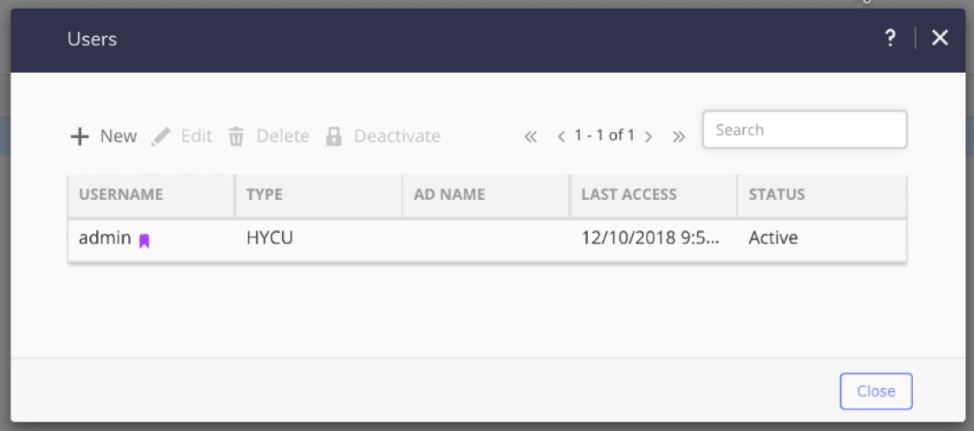 Users ?
+ New Edit Delete Deactivate « < 1 - 1 of 1 > » Search
USERNAME TYPE AD NAME LAST ACCESS STATUS
admin HYCU 12/10/2018 9:5... Active
Close